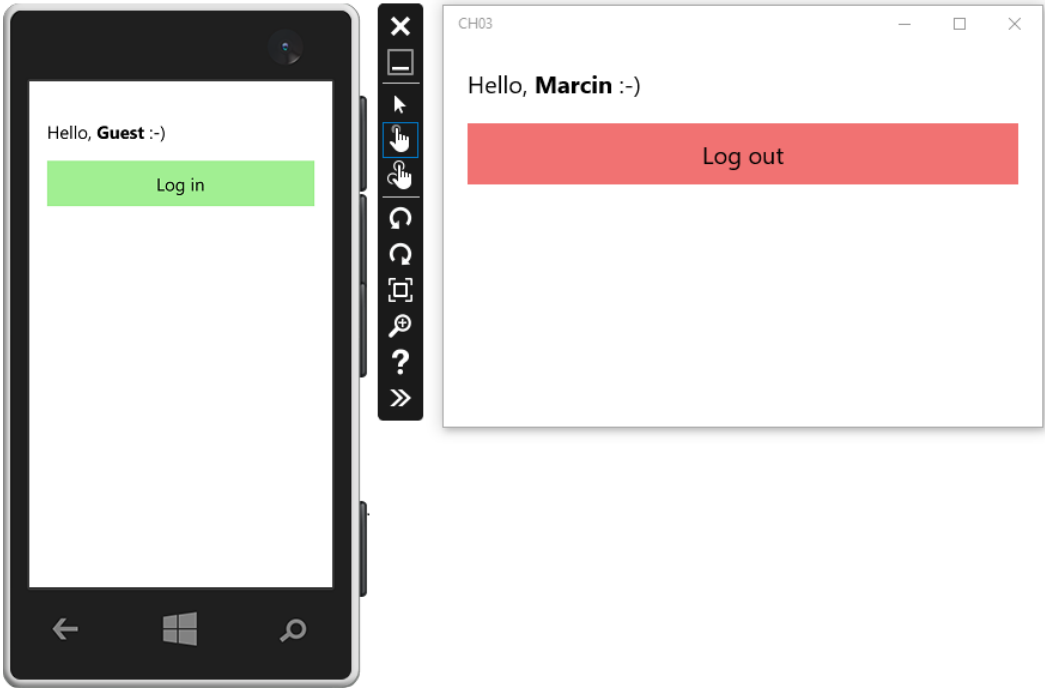 Hello, Guest :-)
Log in
?
CH03
Hello, Marcin :-)
Log out